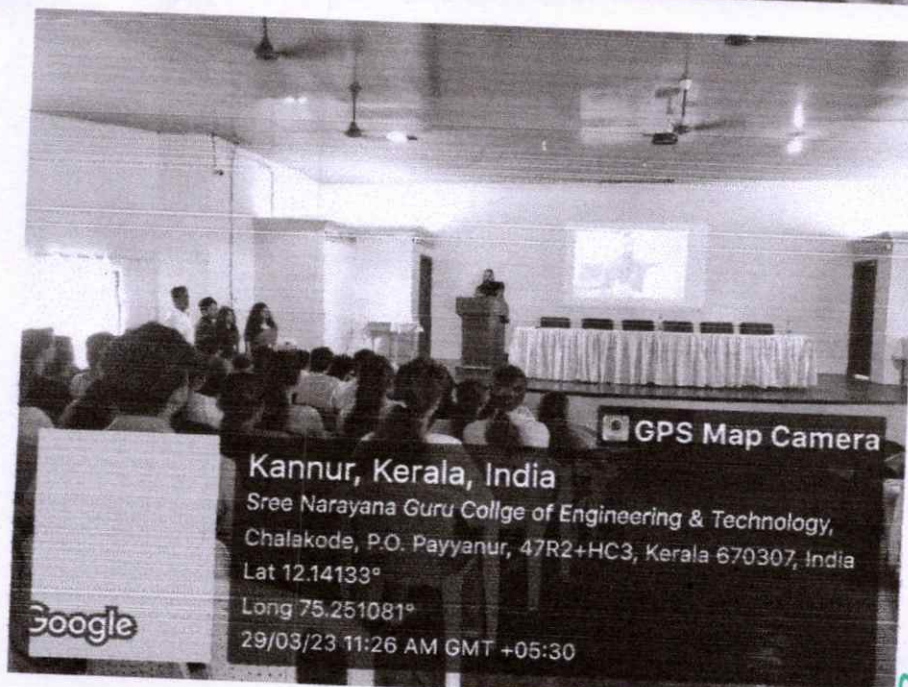 GPS Map Camera
Kannur, Kerala, India
Sree Narayana Guru Collge of Engineering & Technology,
Chalakode, P.O. Payyanur, 47R2+HC3, Kerala 670307, India
Lat 12.14133°
Long 75.251081°
29/03/23 11:26 AM GMT +05:30
Google